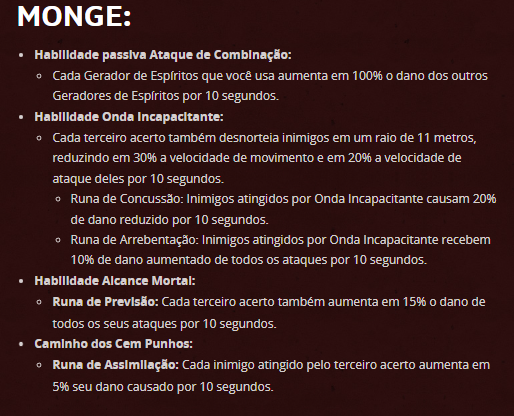 MONGE:
Habilidade passiva Ataque de Combinação:
Cada Gerador de Espíritos que você usa aumenta em 100% o dano dos outros
Geradores de Espíritos por 10 segundos.
Habilidade Onda Incapacitante:
Cada terceiro acerto também desnorteia inimigos em um raio de 11 metros,
reduzindo em 30% a velocidade de movimento e em 20% a velocidade de
ataque deles por 10 segundos.
Runa de Concussão: Inimigos atingidos por Onda Incapacitante causam 20%
de dano reduzido por 10 segundos.
Runa de Arrebentação: Inimigos atingidos por Onda Incapacitante recebem
10% de dano aumentado de todos os ataques por 10 segundos.
Habilidade Alcance Mortal:
Runa de Previsão: Cada terceiro acerto também aumenta em 15% o dano de
todos os seus ataques por 10 segundos.
Caminho dos Cem Punhos:
Runa de Assimilação: Cada inimigo atingido pelo terceiro acerto aumenta em
5% seu dano causado por 10 segundos.